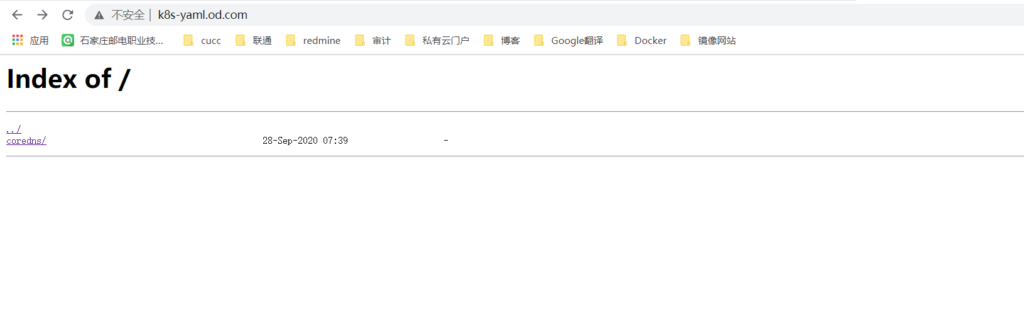 不安全 | k8s-yaml.od.com
应用 石家庄邮电职业技... cucc 联通 redmine 审计 私有云门户 博客 Google翻译 Docker 镜像网站
Index of /
../
coredns/ 28-Sep-2020 07:39 -